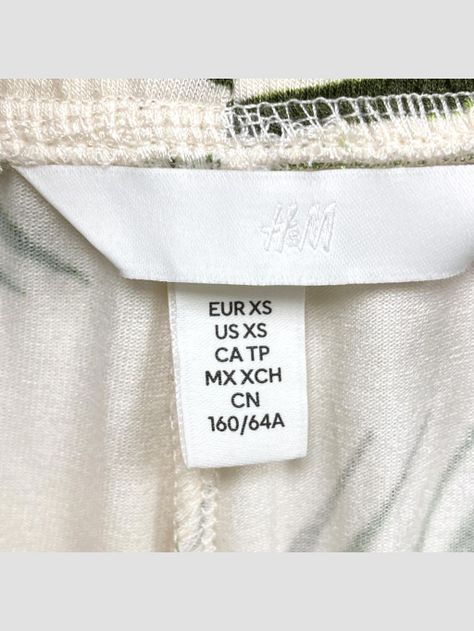 H&M
EUR XS
US XS
CA TP
MX XCH
CN
160/64A